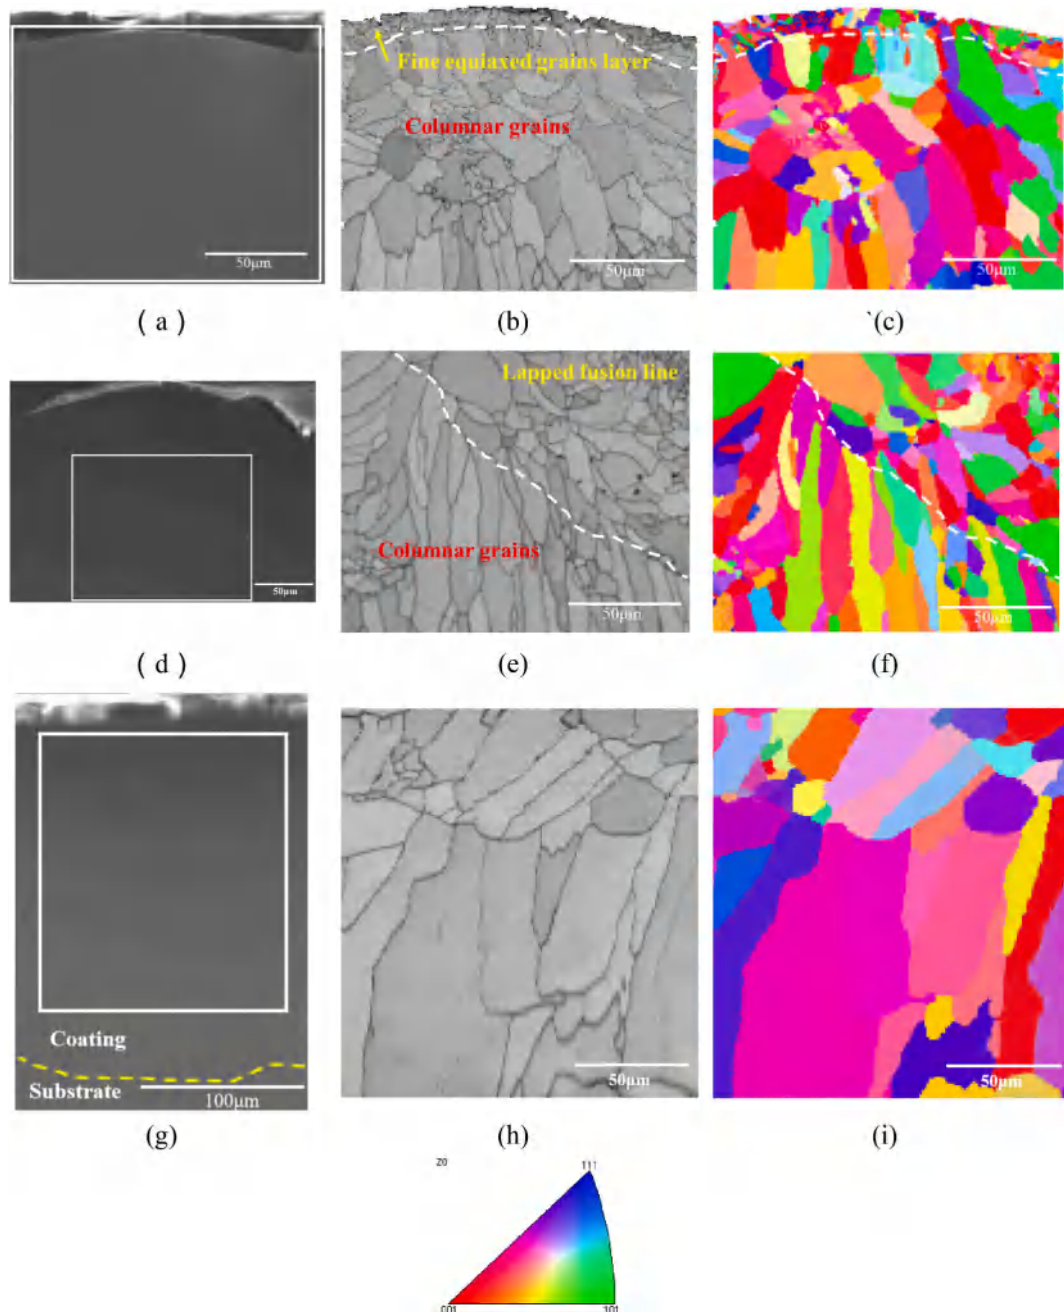 Fine equiaxed grains layer
Columnar grains
50μm
50μm
50μm
( a )
(b)
`(c)
Lapped fusion line
Columnar grains
50μm
50μm
50μm
( d )
(e)
(f)
Coating
Substrate
100μm
50μm
50μm
(g)
(h)
(i)
Z0
111
001
101